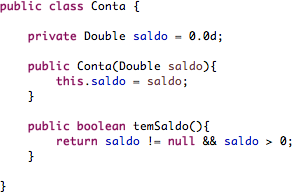 public class Conta {
private Double saldo = 0.0d;
public Conta(Double saldo){
this.saldo = saldo;
}
public boolean temSaldo(){
return saldo != null && saldo > 0;
}
}